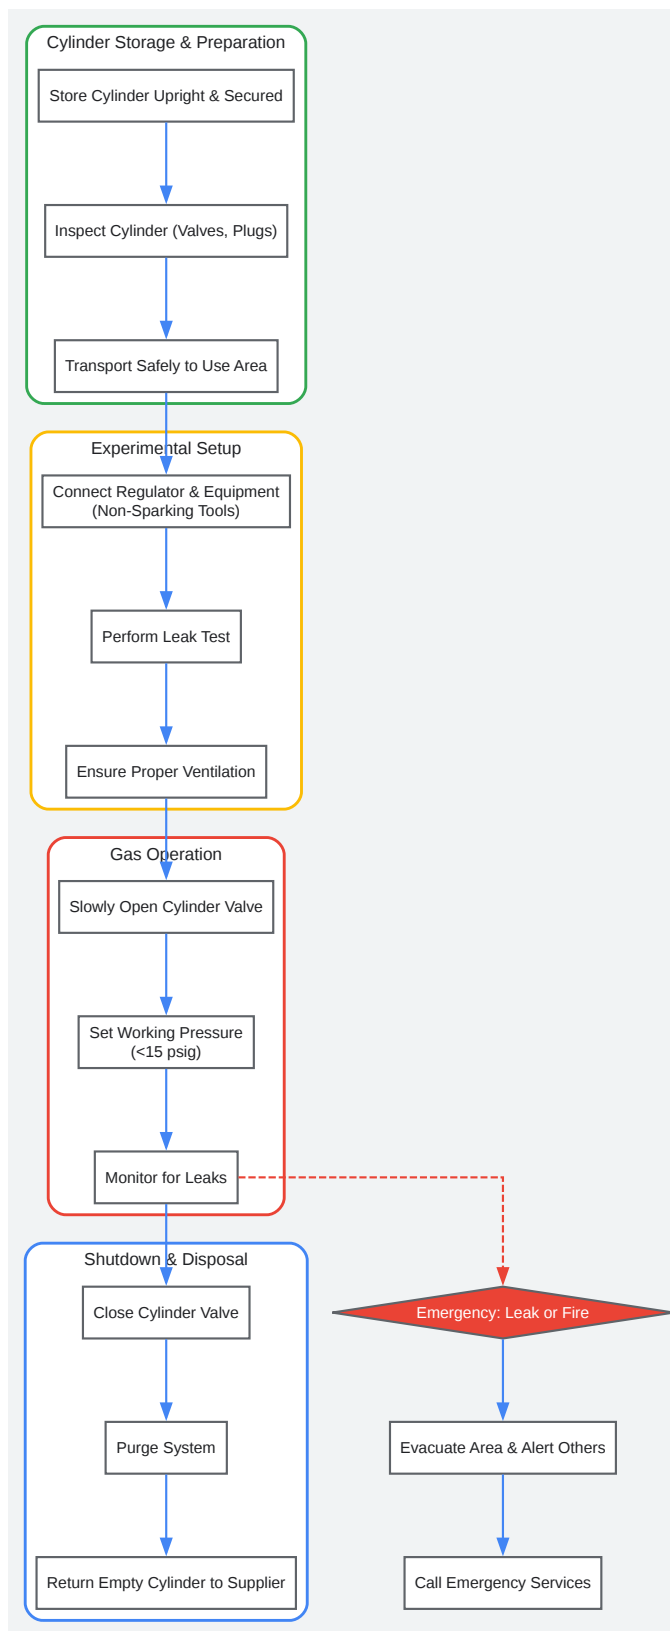 Cylinder Storage & Preparation
Store Cylinder Upright & Secured
Inspect Cylinder (Valves, Plugs)
Transport Safely to Use Area
Experimental Setup
Connect Regulator & Equipment
(Non-Sparking Tools)
Perform Leak Test
Ensure Proper Ventilation
Gas Operation
Slowly Open Cylinder Valve
Set Working Pressure
(<15 psig)
Monitor for Leaks
Shutdown & Disposal
Close Cylinder Valve
Purge System
Return Empty Cylinder to Supplier
Emergency: Leak or Fire
Evacuate Area & Alert Others
Call Emergency Services